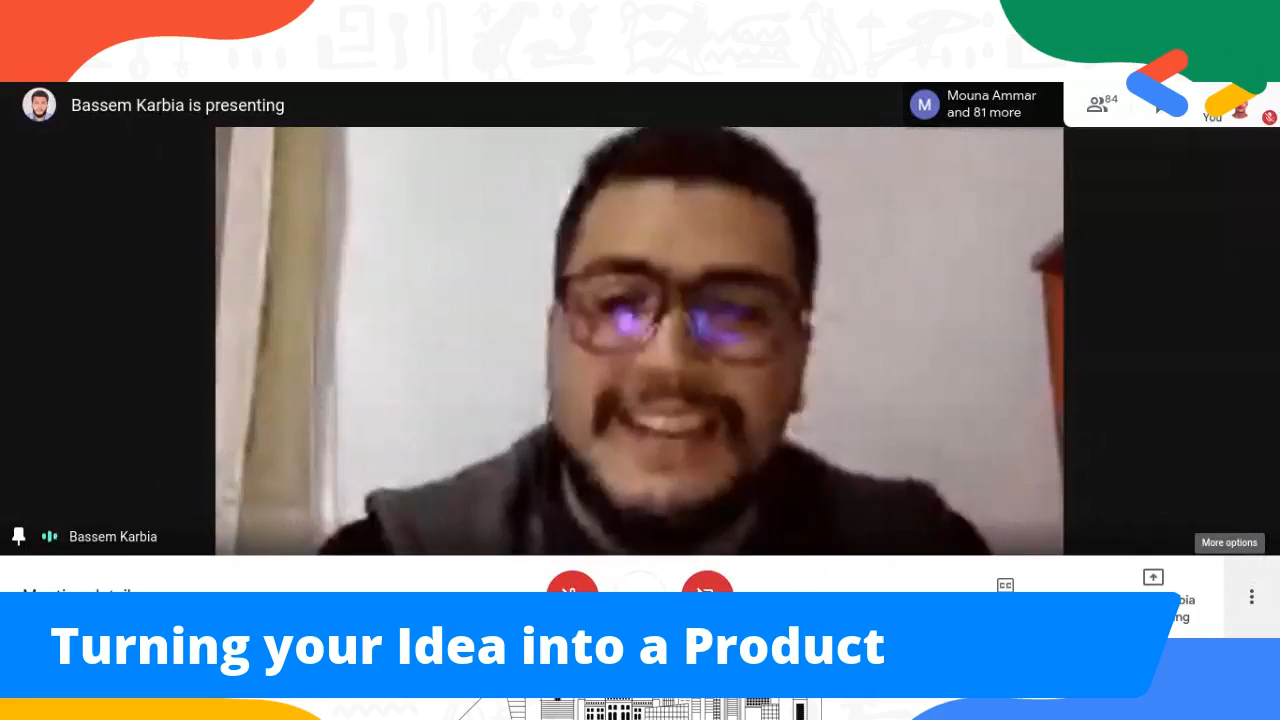 Bassem Karbia is presenting
M
Mouna Ammar
and 81 more
84
You
Bassem Karbia
More options
CC
Turning your Idea into a Product